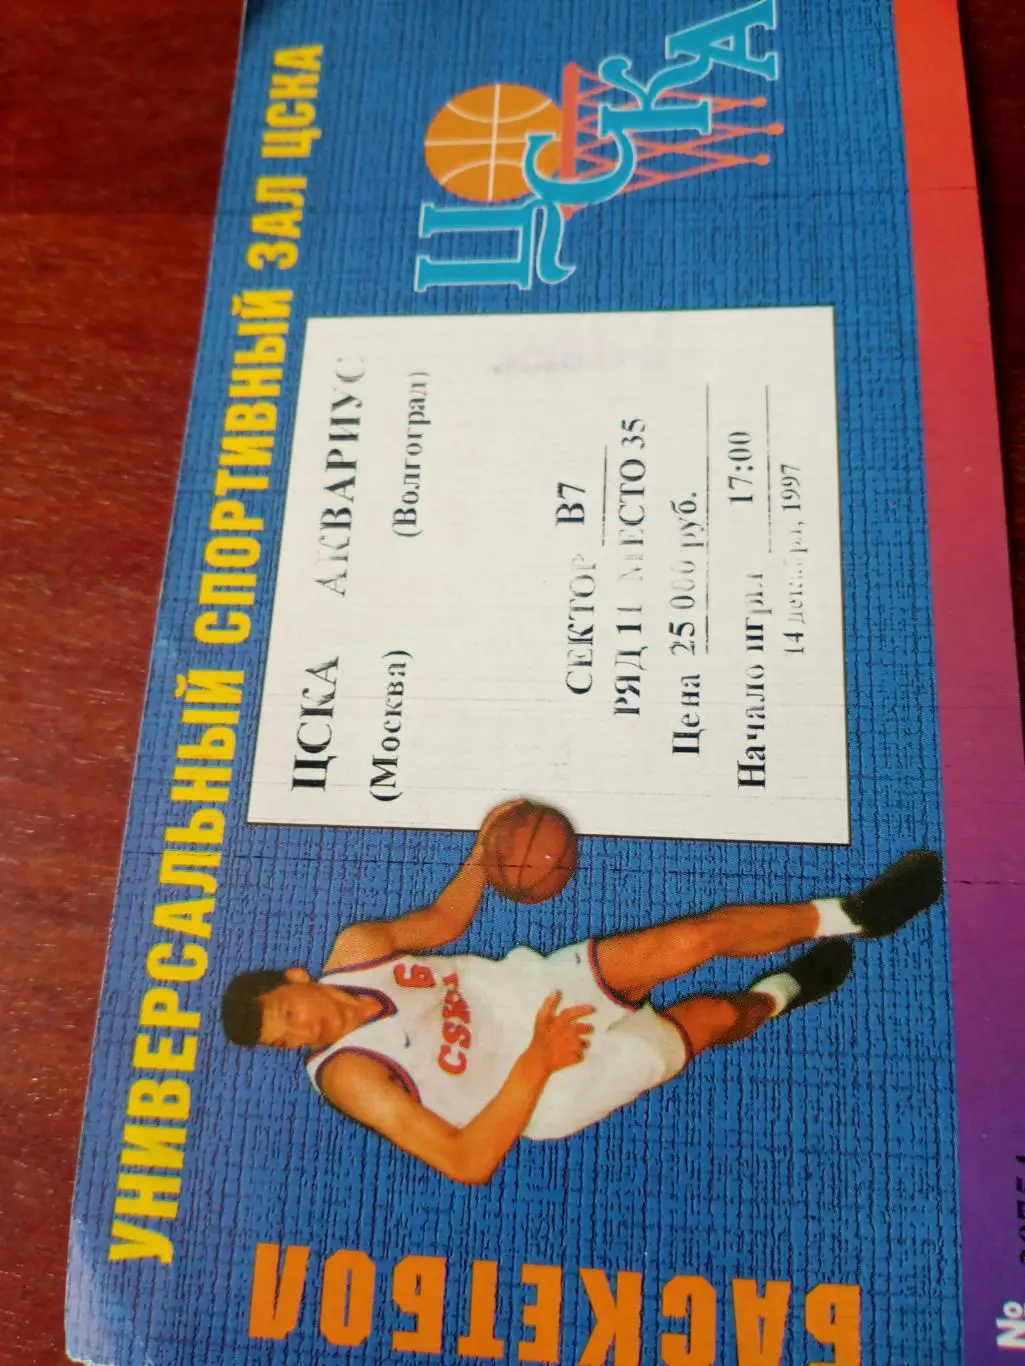 УНИВЕРСАЛЬНЫЙ СПОРТИВНЫЙ ЗАЛ ЦСКА
ЦСКА
ЦСКА АКВАРИУС
(Москва) (Волгоград)
СЕКТОР В7
РЯД 11 МЕСТО 35
Цена 25 000 руб.
Начало игры 17:00
14 декабря, 1997
6
CSKA
БАСКЕТБОЛ
№